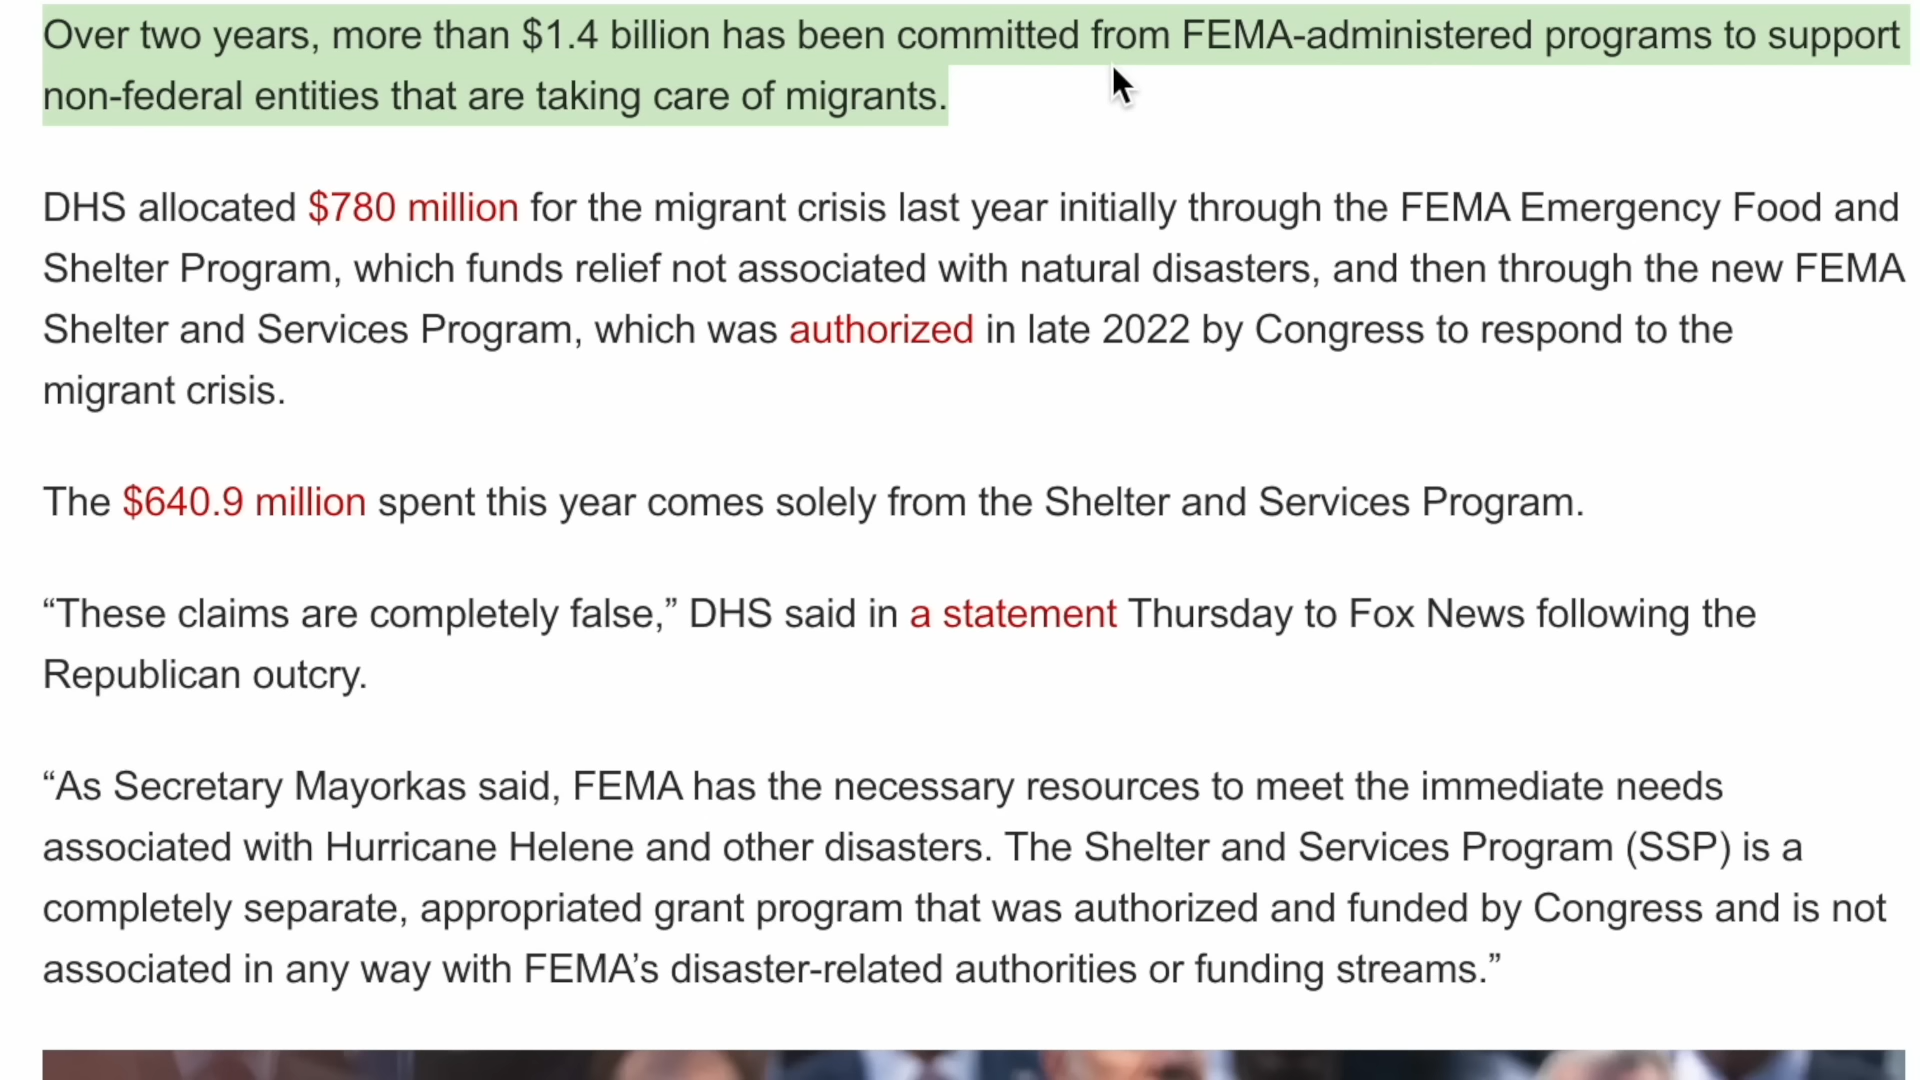 Over two years, more than $1.4 billion has been committed from FEMA-administered programs to support
non-federal entities that are taking care of migrants.
DHS allocated $780 million for the migrant crisis last year initially through the FEMA Emergency Food and
Shelter Program, which funds relief not associated with natural disasters, and then through the new FEMA
Shelter and Services Program, which was authorized in late 2022 by Congress to respond to the
migrant crisis.
The $640.9 million spent this year comes solely from the Shelter and Services Program.
“These claims are completely false,” DHS said in a statement Thursday to Fox News following the
Republican outcry.
“As Secretary Mayorkas said, FEMA has the necessary resources to meet the immediate needs
associated with Hurricane Helene and other disasters. The Shelter and Services Program (SSP) is a
completely separate, appropriated grant program that was authorized and funded by Congress and is not
associated in any way with FEMA’s disaster-related authorities or funding streams.”